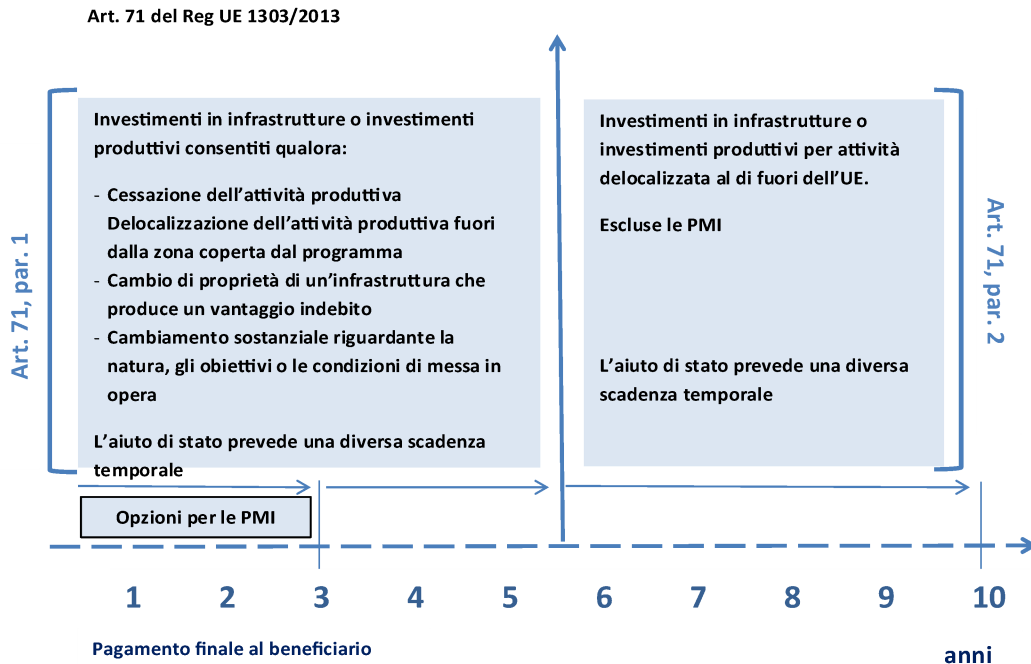 Art. 71 del Reg UE 1303/2013
Art. 71, par. 1
Investimenti in infrastrutture o investimenti
produttivi consentiti qualora:
- Cessazione dell'attività produttiva
Delocalizzazione dell'attività produttiva fuori
dalla zona coperta dal programma
- Cambio di proprietà di un'infrastruttura che
produce un vantaggio indebito
- Cambiamento sostanziale riguardante la
natura, gli obiettivi o le condizioni di messa in
opera
L'aiuto di stato prevede una diversa scadenza
temporale
Investimenti in infrastrutture o
investimenti produttivi per attività
delocalizzata al di fuori dell'UE.
Escluse le PMI
L'aiuto di stato prevede una diversa
scadenza temporale
Art. 71, par. 2
Opzioni per le PMI
1 2 3 4 5 6 7 8 9 10
Pagamento finale al beneficiario
anni